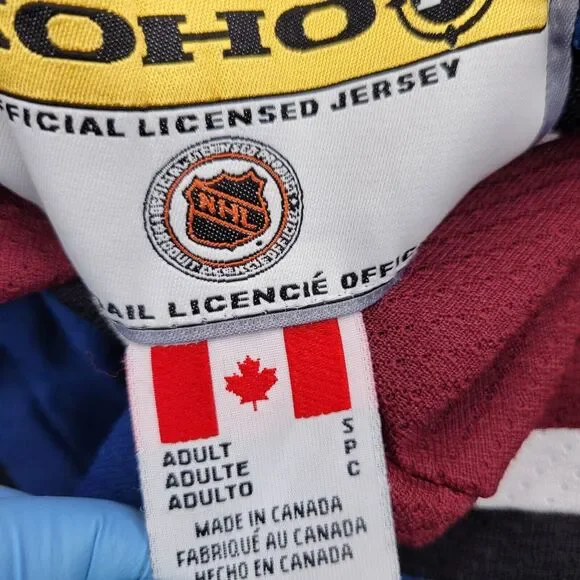 KOHO
OFFICIAL LICENSED JERSEY
NHL
AIL LICENCIÉ OFFIC
ADULT S
ADULTE P
ADULTO C
MADE IN CANADA
FABRIQUÉ AU CANADA
HECHO EN CANADA